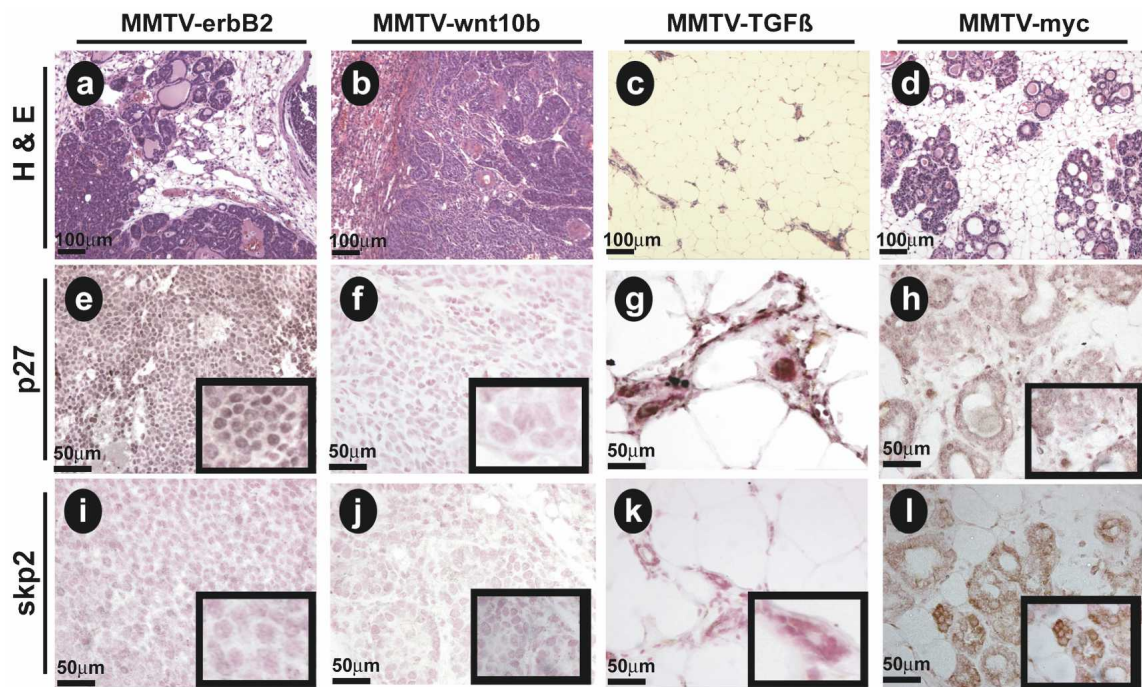 MMTV-erbB2 MMTV-wnt10b MMTV-TGFß MMTV-myc
H & E
a b c d
100µm 100µm 100µm 100µm
p27
e f g h
50µm 50µm 50µm 50µm
skp2
i j k l
50µm 50µm 50µm 50µm